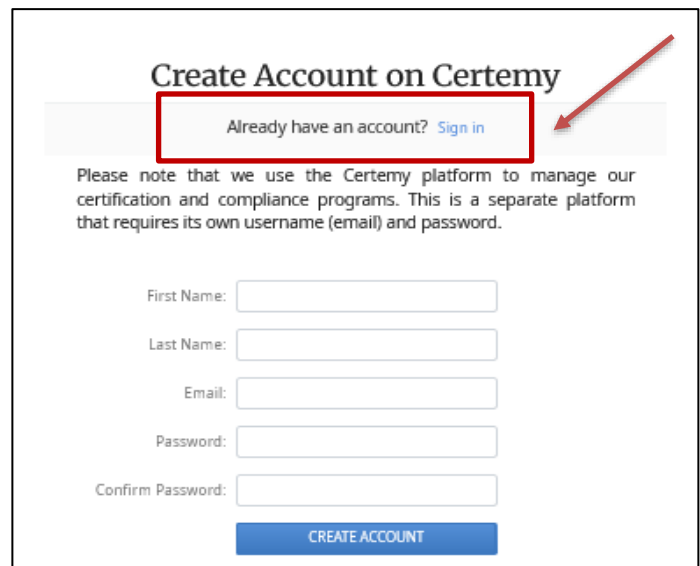 Create Account on Certemy
Already have an account? Sign in
Please note that we use the Certemy platform to manage our
certification and compliance programs. This is a separate platform
that requires its own username (email) and password.
First Name:
Last Name:
Email:
Password:
Confirm Password:
CREATE ACCOUNT